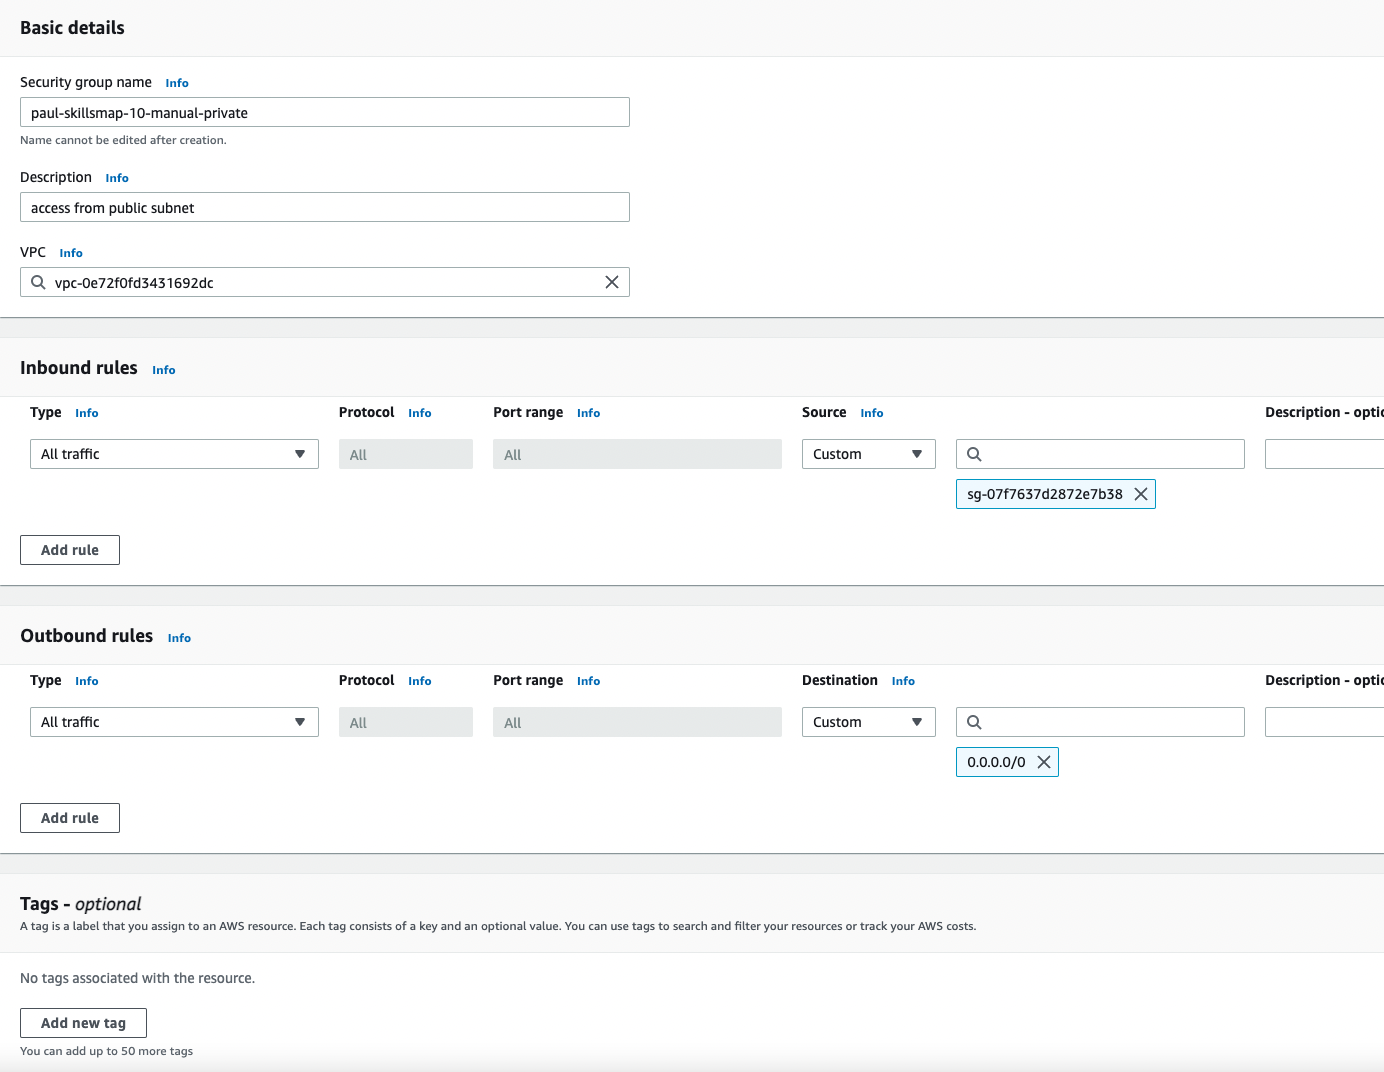 Basic details
Security group name Info
paul-skillsmap-10-manual-private
Name cannot be edited after creation.
Description Info
access from public subnet
VPC Info
vpc-0e72f0fd3431692dc
Inbound rules Info
Type Info Protocol Info Port range Info Source Info Description - optic
All traffic All All Custom
sg-07f7637d2872e7b38
Add rule
Outbound rules Info
Type Info Protocol Info Port range Info Destination Info Description - optic
All traffic All All Custom
0.0.0.0/0
Add rule
Tags - optional
A tag is a label that you assign to an AWS resource. Each tag consists of a key and an optional value. You can use tags to search and filter your resources or track your AWS costs.
No tags associated with the resource.
Add new tag
You can add up to 50 more tags